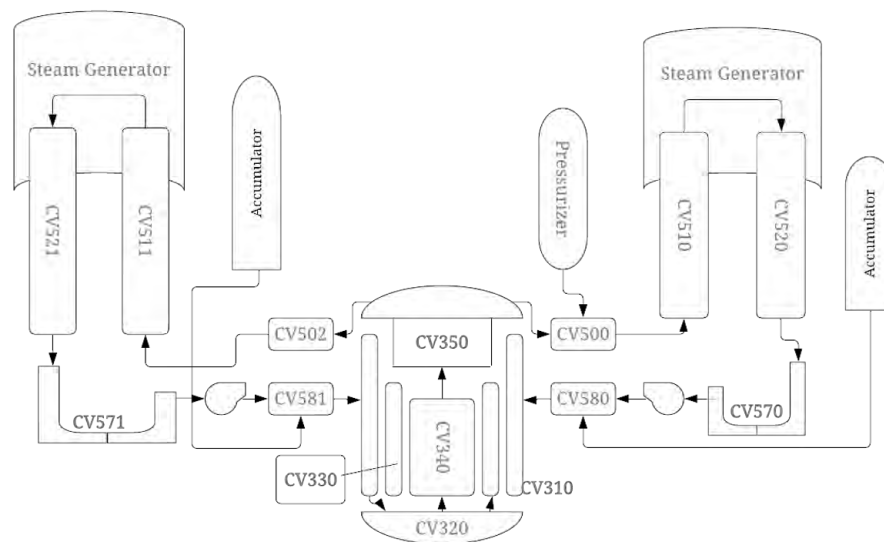 Steam Generator
Steam Generator
Accumulator
Pressurizer
Accumulator
CV521
CV511
CV510
CV520
CV502
CV350
CV500
CV571
CV581
CV580
CV570
CV330
CV340
CV310
CV320